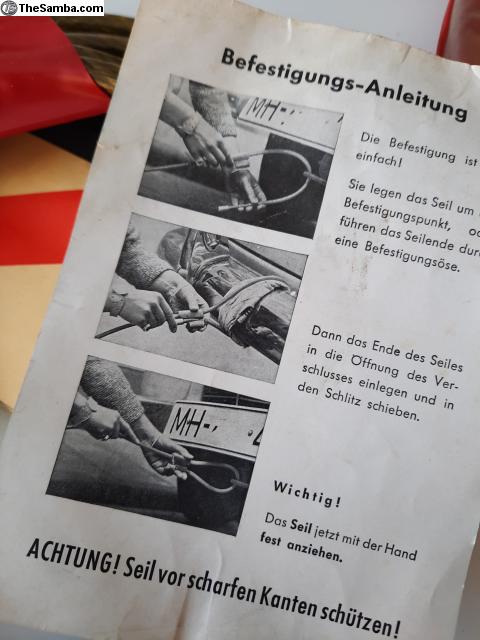 © TheSamba.com
Befestigungs-Anleitung
MH-
Die Befestigung ist
einfach!
Sie legen das Seil um
Befestigungspunkt,
führen das Seilende
eine Befestigungsöse.
Dann das Ende des Seiles
in die Öffnung des Ver-
schlusses einlegen und in
den Schlitz schieben.
MH-
Wichtig!
Das Seil jetzt mit der Hand
fest anziehen.
ACHTUNG! Seil vor scharfen Kanten schützen!